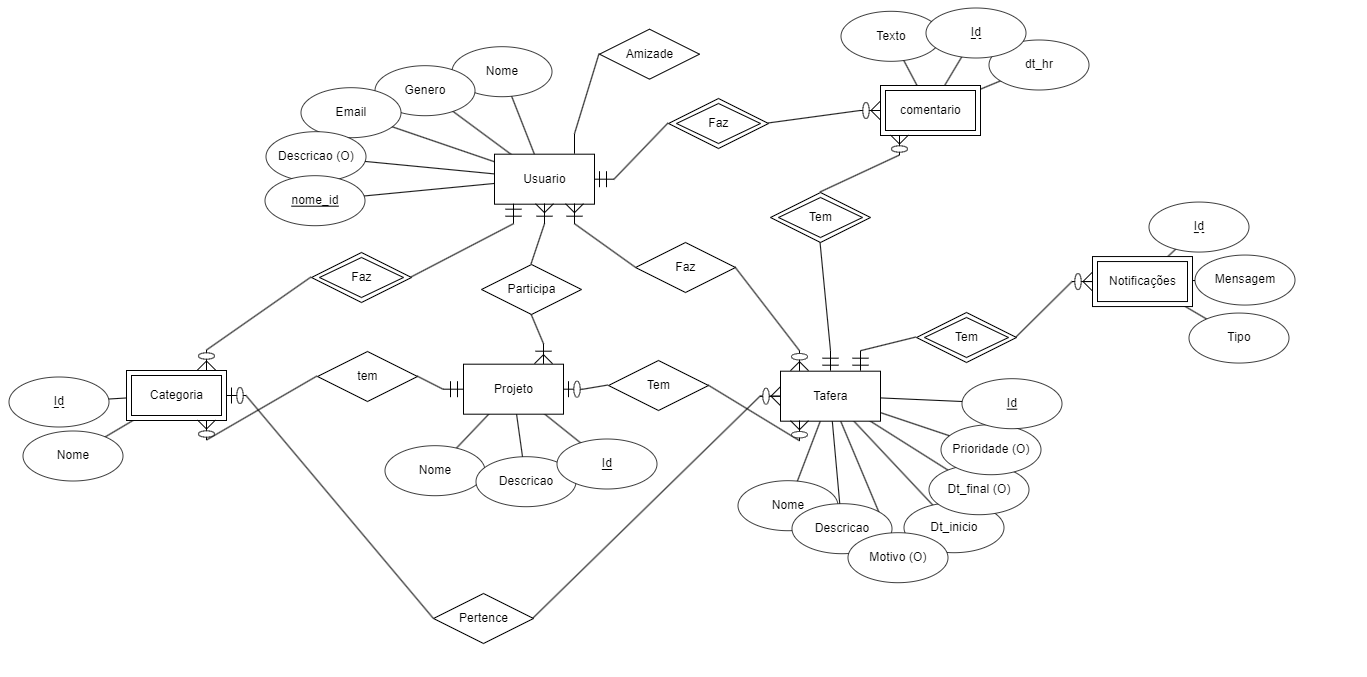 Texto
Id
dt_hr
comentario
Amizade
Nome
Genero
Email
Descricao (O)
nome_id
Usuario
Faz
Tem
Faz
Participa
Faz
Id
Mensagem
Tipo
Notificações
Tem
Categoria
Id
Nome
tem
Projeto
Nome
Descricao
Id
Tem
Tafera
Id
Prioridade (O)
Dt_final (O)
Dt_inicio
Nome
Descricao
Motivo (O)
Pertence